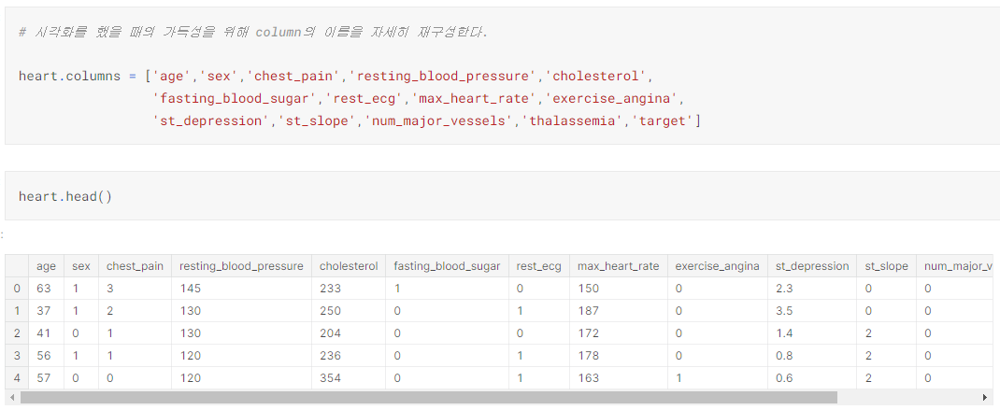 # 시각화를 했을 때의 가독성을 위해 column의 이름을 자세히 재구성한다.
heart.columns = ['age','sex','chest_pain','resting_blood_pressure','cholesterol',
'fasting_blood_sugar','rest_ecg','max_heart_rate','exercise_angina',
'st_depression','st_slope','num_major_vessels','thalassemia','target']
heart.head()
:
age sex chest_pain resting_blood_pressure cholesterol fasting_blood_sugar rest_ecg max_heart_rate exercise_angina st_depression st_slope num_major_v
0 63 1 3 145 233 1 0 150 0 2.3 0 0
1 37 1 2 130 250 0 1 187 0 3.5 0 0
2 41 0 1 130 204 0 0 172 0 1.4 2 0
3 56 1 1 120 236 0 1 178 0 0.8 2 0
4 57 0 0 120 354 0 1 163 1 0.6 2 0